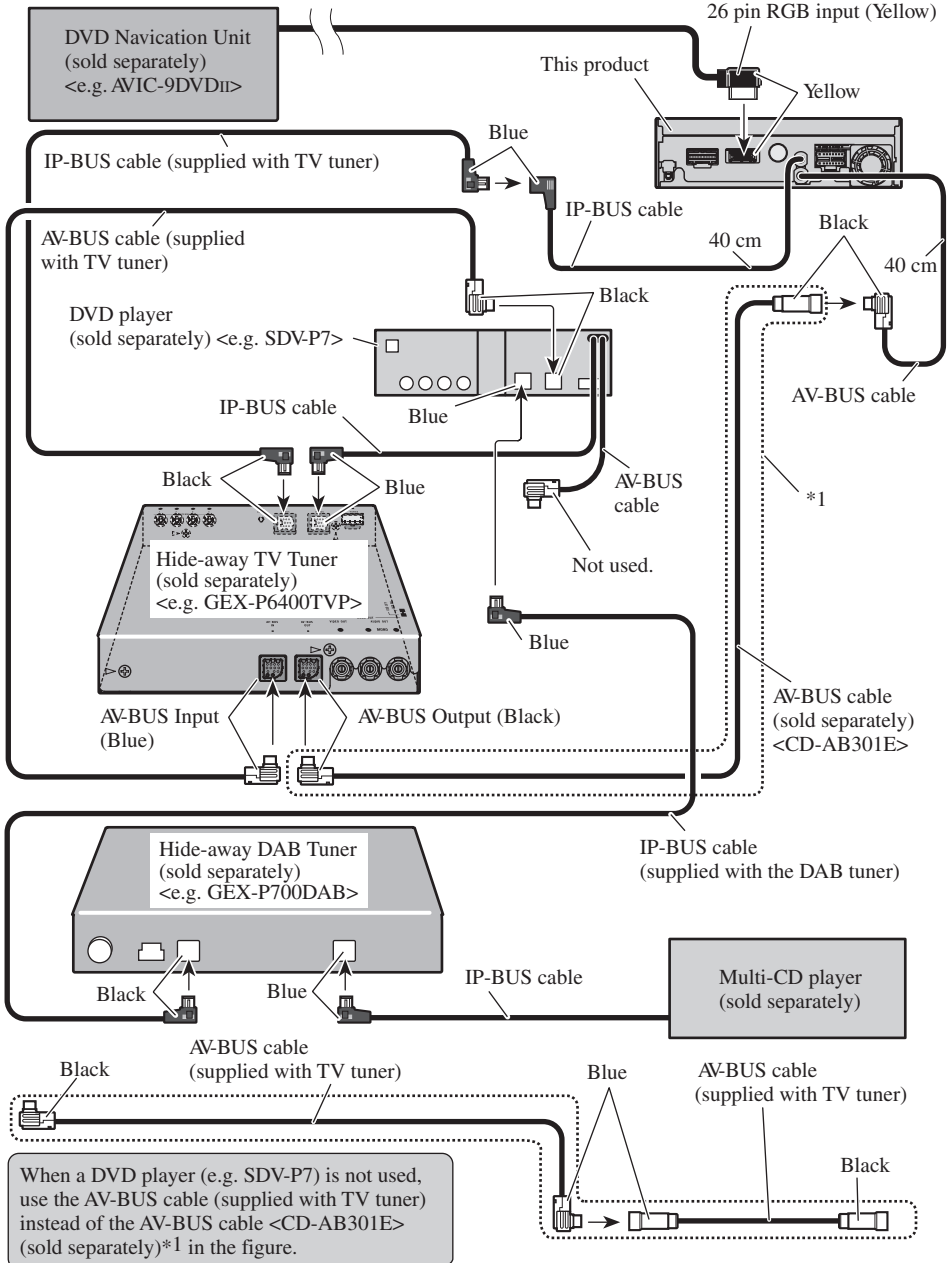 26 pin RGB input (Yellow)
DVD Navigation Unit
(sold separately)
<e.g. AVIC-9DVDII>
This product
Yellow
Blue
IP-BUS cable (supplied with TV tuner)
IP-BUS cable
AV-BUS cable (supplied
with TV tuner)
40 cm
Black
40 cm
Black
DVD player
(sold separately) <e.g. SDV-P7>
AV-BUS cable
Blue
IP-BUS cable
Black
Blue
AV-BUS
cable
*1
Not used.
Hide-away TV Tuner
(sold separately)
<e.g. GEX-P6400TVP>
Blue
AV-BUS Input
(Blue)
AV-BUS Output (Black)
AV-BUS cable
(sold separately)
<CD-AB301E>
IP-BUS cable
(supplied with the DAB tuner)
Hide-away DAB Tuner
(sold separately)
<e.g. GEX-P700DAB>
Black
Blue
IP-BUS cable
Multi-CD player
(sold separately)
AV-BUS cable
(supplied with TV tuner)
Black
Blue
AV-BUS cable
(supplied with TV tuner)
Black
When a DVD player (e.g. SDV-P7) is not used,
use the AV-BUS cable (supplied with TV tuner)
instead of the AV-BUS cable <CD-AB301E>
(sold separately)*1 in the figure.